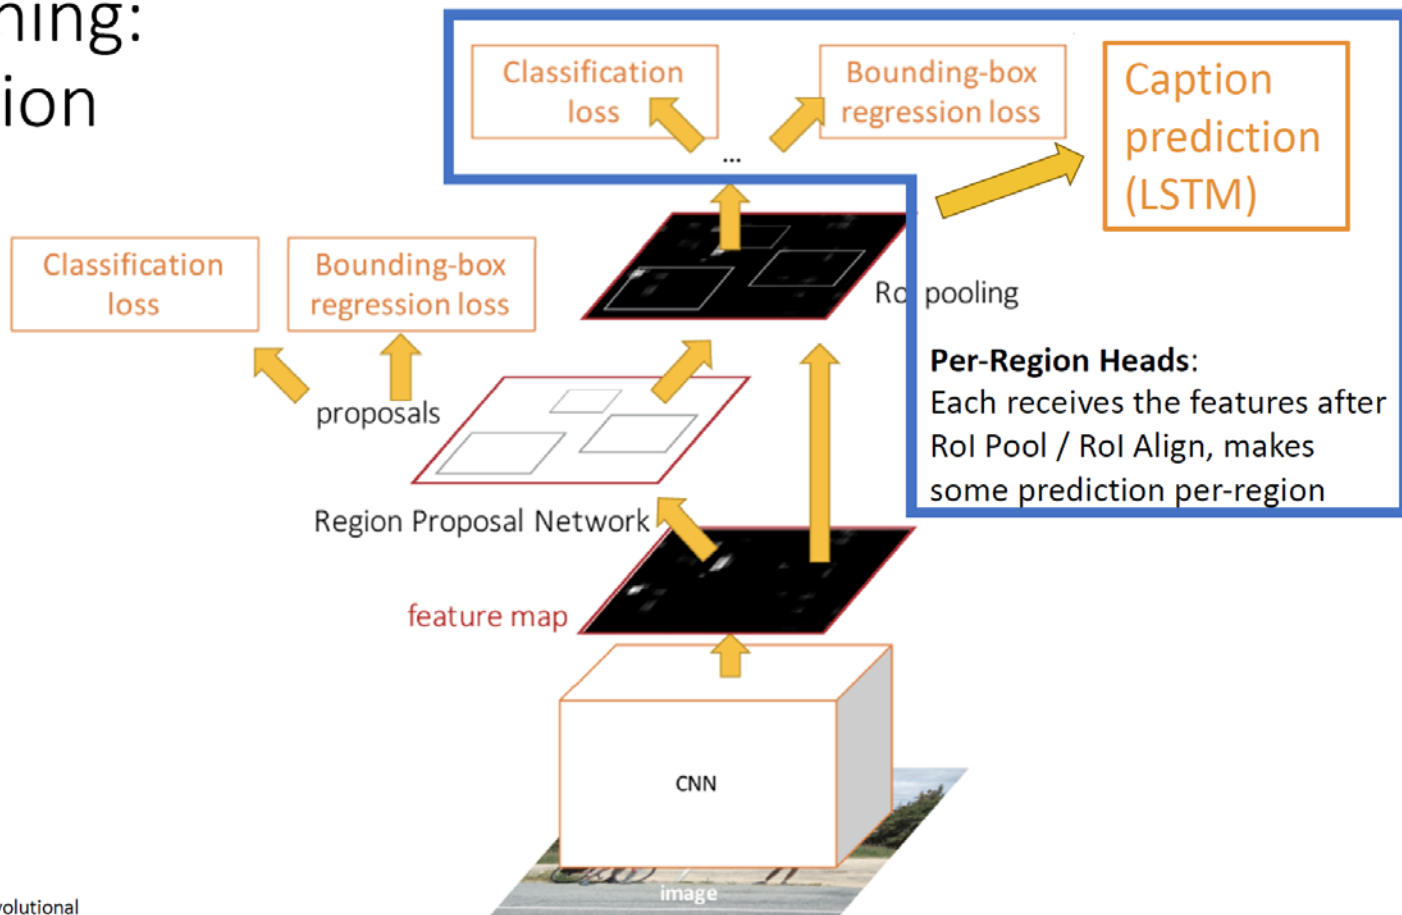 ning:
ion
Classification
loss
Bounding-box
regression loss
Caption
prediction
(LSTM)
...
Classification
loss
Bounding-box
regression loss
RoI pooling
Per-Region Heads:
Each receives the features after
RoI Pool / RoI Align, makes
some prediction per-region
proposals
Region Proposal Network
feature map
CNN
image
volutional